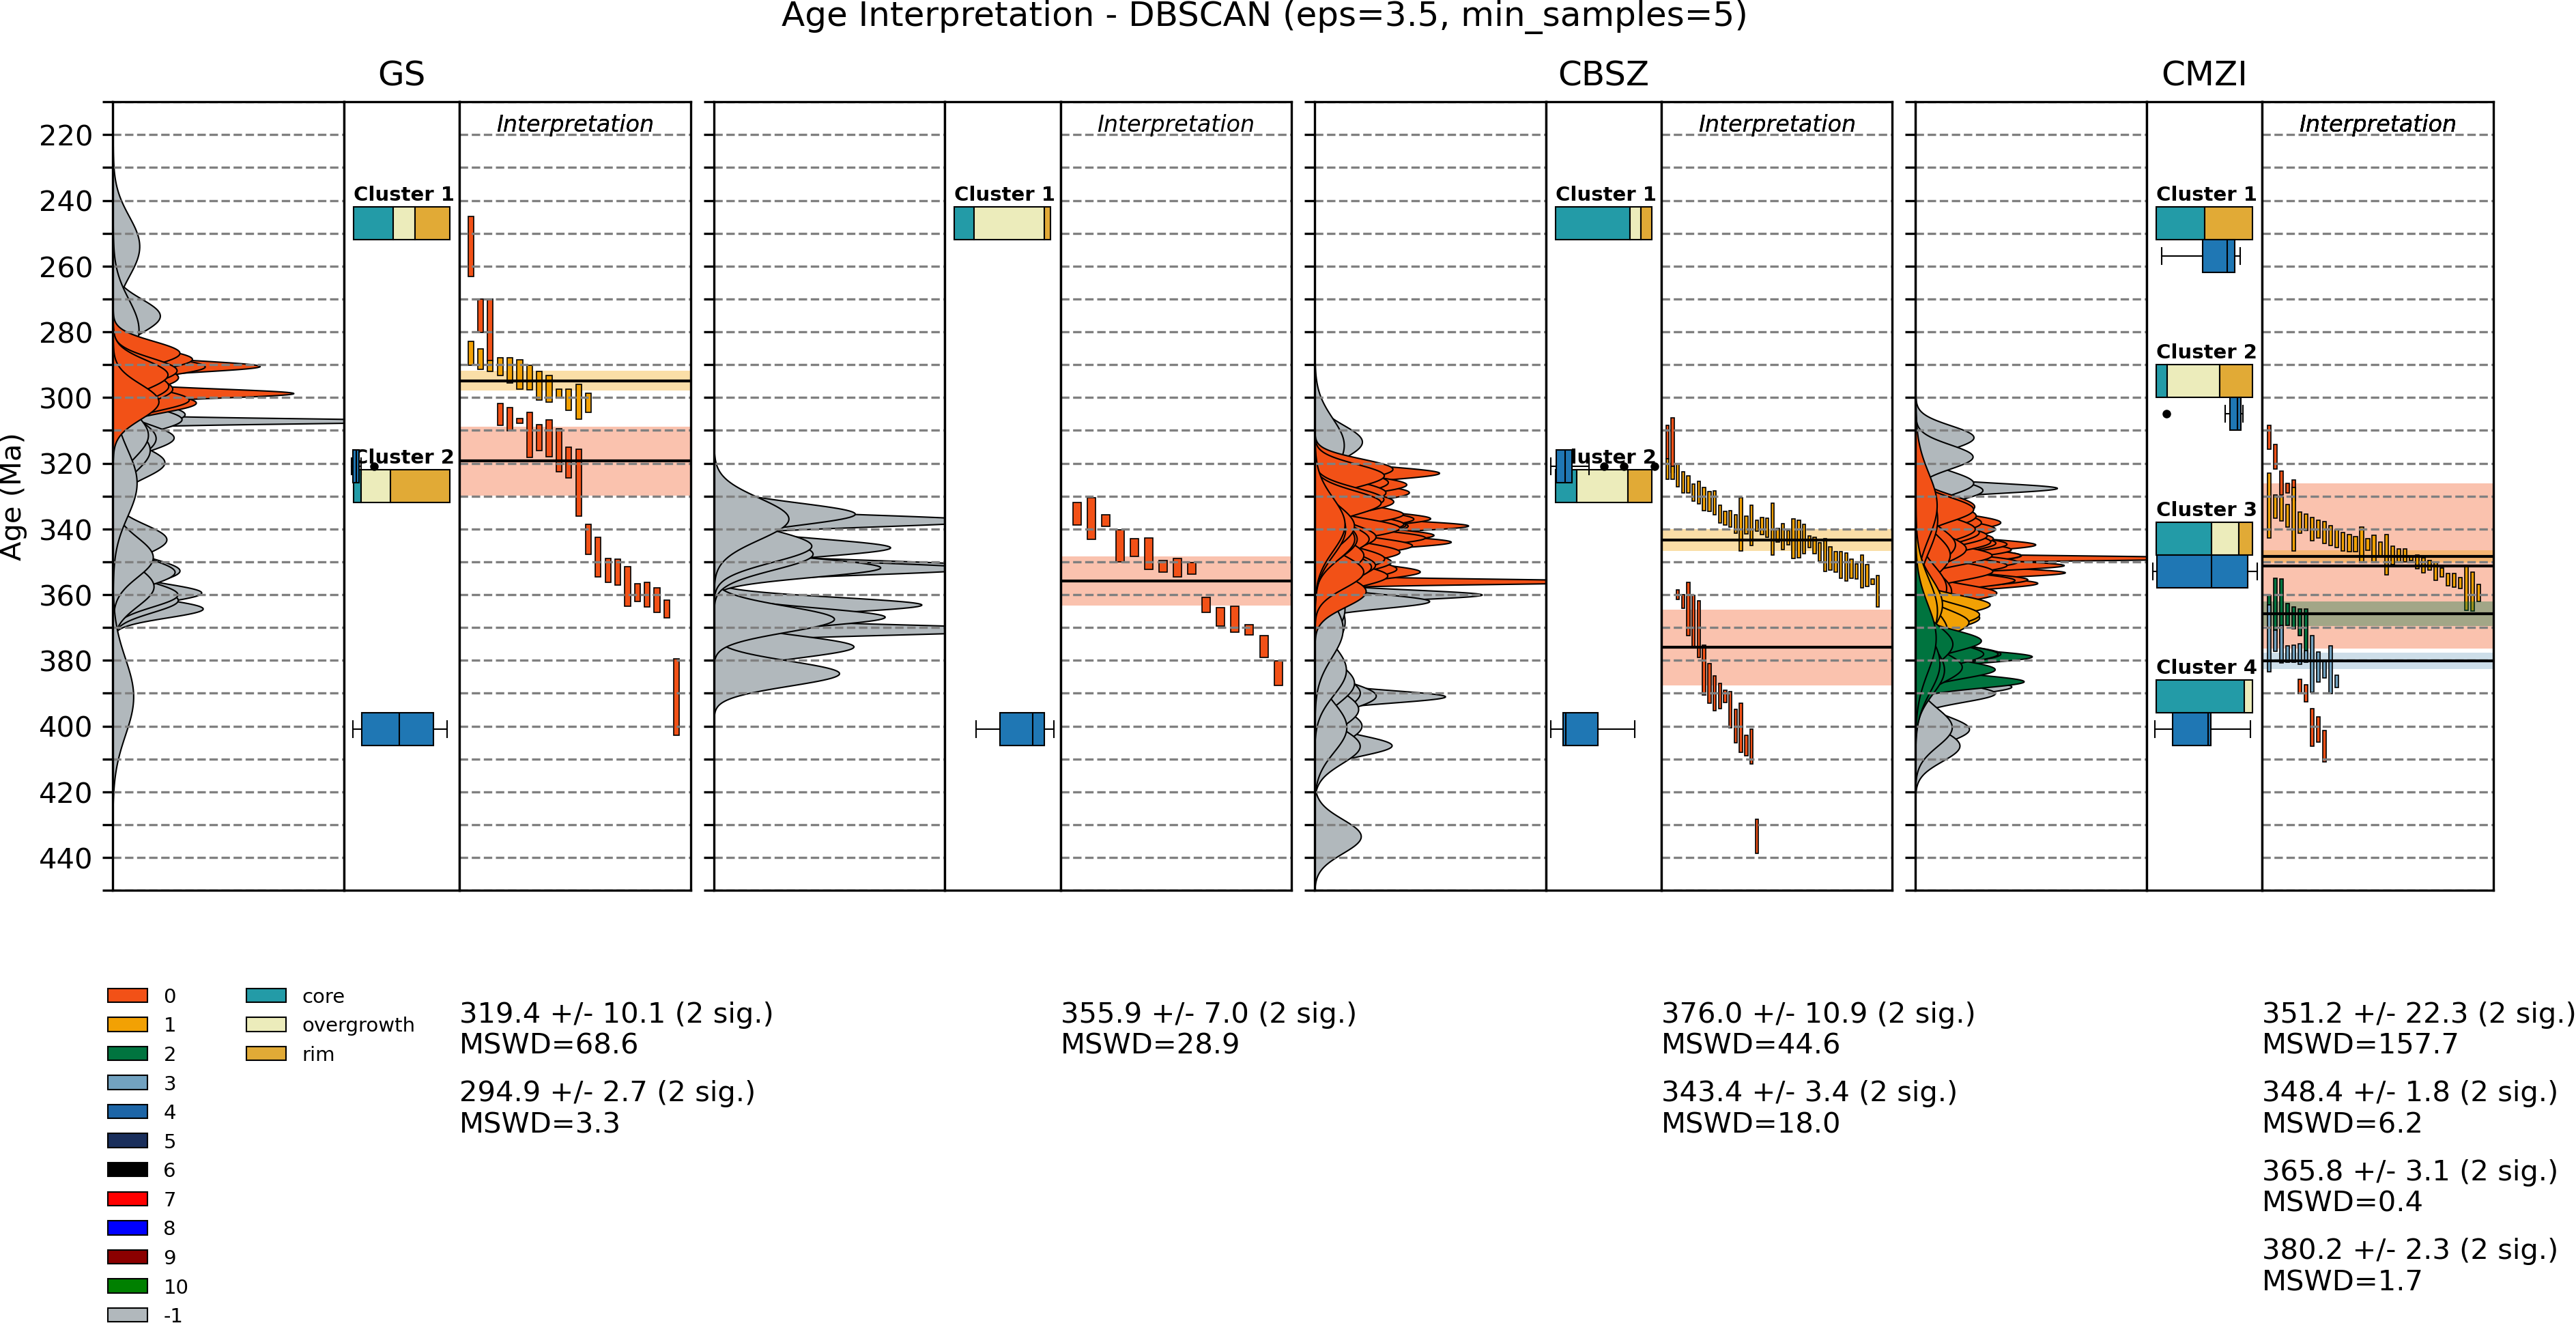 Age Interpretation - DBSCAN (eps=3.5, min_samples=5)
GS
CBSZ
CMZI
Interpretation
Interpretation
Interpretation
Interpretation
Age (Ma)
220
240
260
280
300
320
340
360
380
400
420
440
Cluster 1
Cluster 2
Cluster 1
Cluster 1
Cluster 2
Cluster 1
Cluster 2
Cluster 3
Cluster 4
0
1
2
3
4
5
6
7
8
9
10
-1
core
overgrowth
rim
319.4 +/- 10.1 (2 sig.)
MSWD=68.6
294.9 +/- 2.7 (2 sig.)
MSWD=3.3
355.9 +/- 7.0 (2 sig.)
MSWD=28.9
376.0 +/- 10.9 (2 sig.)
MSWD=44.6
343.4 +/- 3.4 (2 sig.)
MSWD=18.0
351.2 +/- 22.3 (2 sig.)
MSWD=157.7
348.4 +/- 1.8 (2 sig.)
MSWD=6.2
365.8 +/- 3.1 (2 sig.)
MSWD=0.4
380.2 +/- 2.3 (2 sig.)
MSWD=1.7